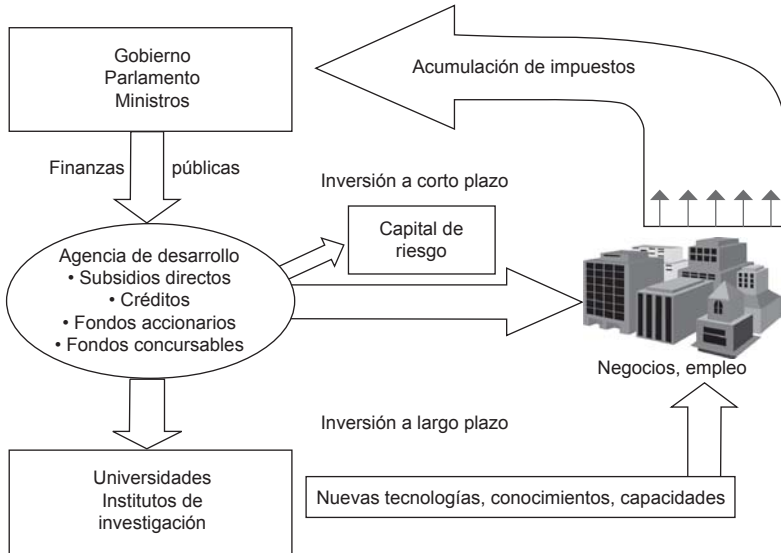 Gobierno
Parlamento
Ministros
Acumulación de impuestos
Finanzas públicas
Inversión a corto plazo
Capital de
riesgo
Agencia de desarrollo
• Subsidios directos
• Créditos
• Fondos accionarios
• Fondos concursables
Negocios, empleo
Inversión a largo plazo
Universidades
Institutos de
investigación
Nuevas tecnologías, conocimientos, capacidades